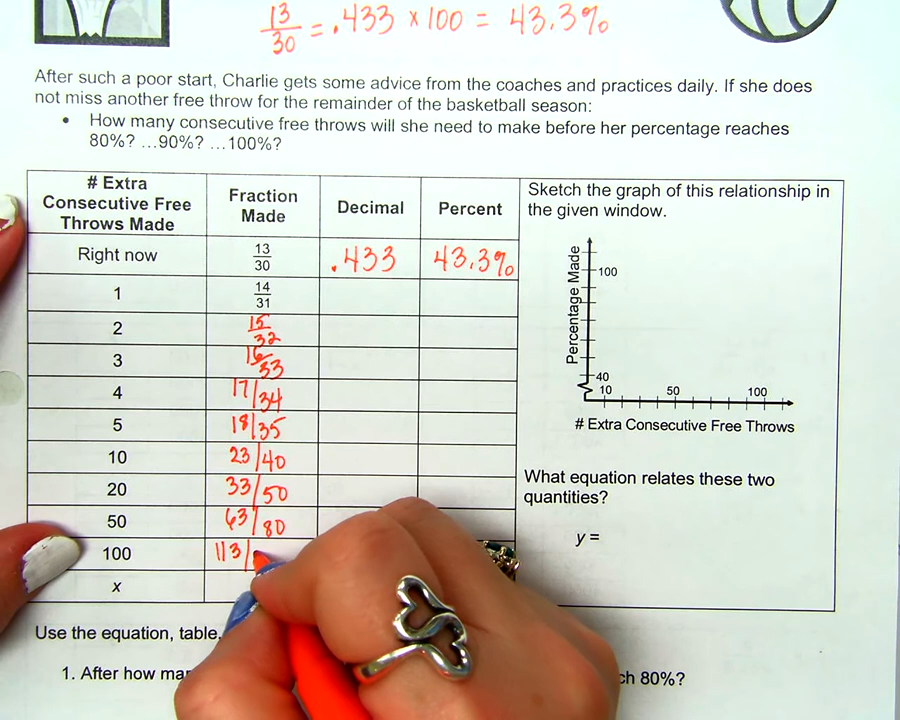 13/30 = .433 × 100 = 43.3%
After such a poor start, Charlie gets some advice from the coaches and practices daily. If she does
not miss another free throw for the remainder of the basketball season:
• How many consecutive free throws will she need to make before her percentage reaches
80%? …90%? …100%?
# Extra
Consecutive Free
Throws Made
Fraction
Made
Decimal
Percent
Right now 13/30 .433 43.3%
1 14/31
2 15/32
3 16/33
4 17/34
5 18/35
10 23/40
20 33/50
50 63/80
100 113/
x
Sketch the graph of this relationship in
the given window.
Percentage Made
100
40
10 50 100
# Extra Consecutive Free Throws
What equation relates these two
quantities?
y =
Use the equation, table.
1. After how 80%?